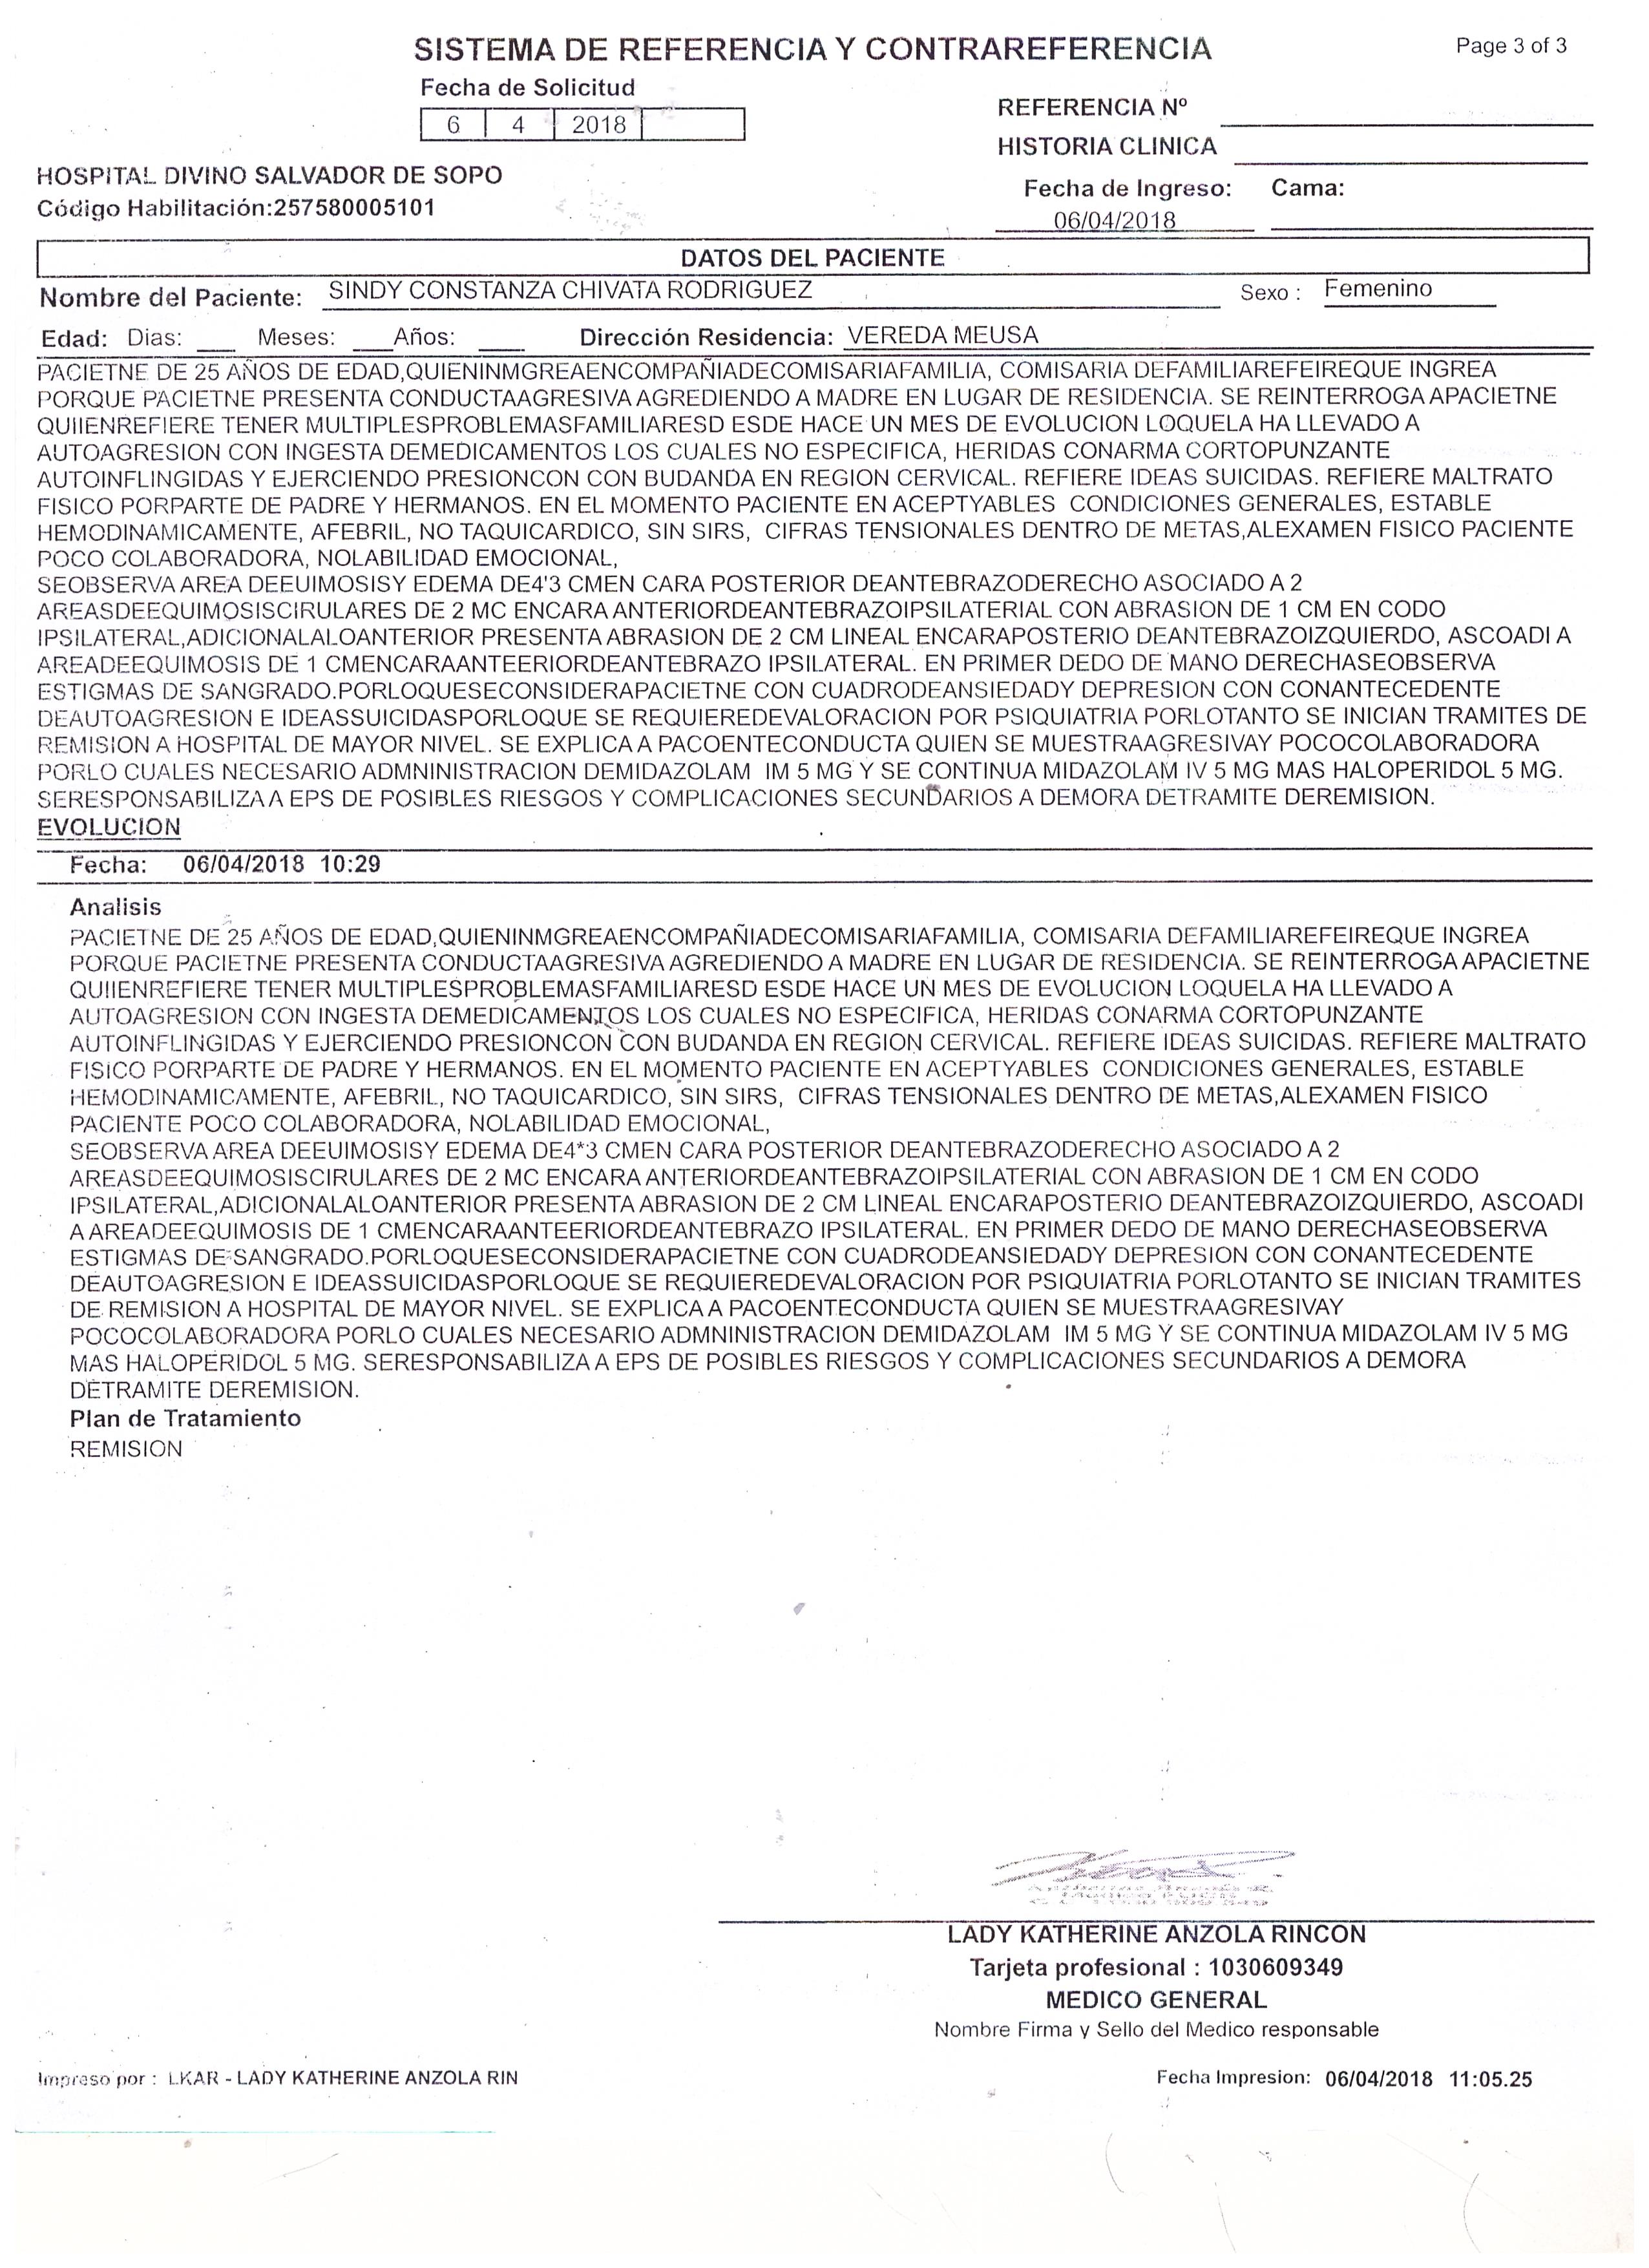 SISTEMA DE REFERENCIA Y CONTRAREFERENCIA
Page 3 of 3
Fecha de Solicitud
6 4 2018
REFERENCIA Nº
HISTORIA CLINICA
HOSPITAL DIVINO SALVADOR DE SOPO
Código Habilitación:257580005101
Fecha de Ingreso: Cama:
06/04/2018
DATOS DEL PACIENTE
Nombre del Paciente: SINDY CONSTANZA CHIVATA RODRIGUEZ Sexo : Femenino
Edad: Dias: Meses: Años: Dirección Residencia: VEREDA MEUSA
PACIETNE DE 25 AÑOS DE EDAD,QUIENINMGREAENCOMPAÑIADECOMISARIAFAMILIA, COMISARIA DEFAMILIAREFEIREQUE INGREA
PORQUE PACIETNE PRESENTA CONDUCTAAGRESIVA AGREDIENDO A MADRE EN LUGAR DE RESIDENCIA. SE REINTERROGA APACIETNE
QUIIENREFIERE TENER MULTIPLESPROBLEMASFAMILIARESD ESDE HACE UN MES DE EVOLUCION LOQUELA HA LLEVADO A
AUTOAGRESION CON INGESTA DEMEDICAMENTOS LOS CUALES NO ESPECIFICA, HERIDAS CONARMA CORTOPUNZANTE
AUTOINFLINGIDAS Y EJERCIENDO PRESIONCON CON BUDANDA EN REGION CERVICAL. REFIERE IDEAS SUICIDAS. REFIERE MALTRATO
FISICO PORPARTE DE PADRE Y HERMANOS. EN EL MOMENTO PACIENTE EN ACEPTYABLES CONDICIONES GENERALES, ESTABLE
HEMODINAMICAMENTE, AFEBRIL, NO TAQUICARDICO, SIN SIRS, CIFRAS TENSIONALES DENTRO DE METAS,ALEXAMEN FISICO PACIENTE
POCO COLABORADORA, NOLABILIDAD EMOCIONAL,
SEOBSERVA AREA DEEUIMOSISY EDEMA DE4'3 CMEN CARA POSTERIOR DEANTEBRAZODERECHO ASOCIADO A 2
AREASDEEQUIMOSISCIRULARES DE 2 MC ENCARA ANTERIORDEANTEBRAZOIPSILATERIAL CON ABRASION DE 1 CM EN CODO
IPSILATERAL,ADICIONALALOANTERIOR PRESENTA ABRASION DE 2 CM LINEAL ENCARAPOSTERIO DEANTEBRAZOIZQUIERDO, ASCOADI A
AREADEEQUIMOSIS DE 1 CMENCARAANTEERIORDEANTEBRAZO IPSILATERAL. EN PRIMER DEDO DE MANO DERECHASEOBSERVA
ESTIGMAS DE SANGRADO.PORLOQUESECONSIDERAPACIETNE CON CUADRODEANSIEDADY DEPRESION CON CONANTECEDENTE
DEAUTOAGRESION E IDEASSUICIDASPORLOQUE SE REQUIEREDEVALORACION POR PSIQUIATRIA PORLOTANTO SE INICIAN TRAMITES DE
REMISION A HOSPITAL DE MAYOR NIVEL. SE EXPLICA A PACOENTECONDUCTA QUIEN SE MUESTRAAGRESIVAY POCOCOLABORADORA
PORLO CUALES NECESARIO ADMNINISTRACION DEMIDAZOLAM IM 5 MG Y SE CONTINUA MIDAZOLAM IV 5 MG MAS HALOPERIDOL 5 MG.
SERESPONSABILIZA A EPS DE POSIBLES RIESGOS Y COMPLICACIONES SECUNDARIOS A DEMORA DETRAMITE DEREMISION.
EVOLUCION
Fecha: 06/04/2018 10:29
Analisis
PACIETNE DE 25 AÑOS DE EDAD,QUIENINMGREAENCOMPAÑIADECOMISARIAFAMILIA, COMISARIA DEFAMILIAREFEIREQUE INGREA
PORQUE PACIETNE PRESENTA CONDUCTAAGRESIVA AGREDIENDO A MADRE EN LUGAR DE RESIDENCIA. SE REINTERROGA APACIETNE
QUIIENREFIERE TENER MULTIPLESPROBLEMASFAMILIARESD ESDE HACE UN MES DE EVOLUCION LOQUELA HA LLEVADO A
AUTOAGRESION CON INGESTA DEMEDICAMENTOS LOS CUALES NO ESPECIFICA, HERIDAS CONARMA CORTOPUNZANTE
AUTOINFLINGIDAS Y EJERCIENDO PRESIONCON CON BUDANDA EN REGION CERVICAL. REFIERE IDEAS SUICIDAS. REFIERE MALTRATO
FISICO PORPARTE DE PADRE Y HERMANOS. EN EL MOMENTO PACIENTE EN ACEPTYABLES CONDICIONES GENERALES, ESTABLE
HEMODINAMICAMENTE, AFEBRIL, NO TAQUICARDICO, SIN SIRS, CIFRAS TENSIONALES DENTRO DE METAS,ALEXAMEN FISICO
PACIENTE POCO COLABORADORA, NOLABILIDAD EMOCIONAL,
SEOBSERVA AREA DEEUIMOSISY EDEMA DE4*3 CMEN CARA POSTERIOR DEANTEBRAZODERECHO ASOCIADO A 2
AREASDEEQUIMOSISCIRULARES DE 2 MC ENCARA ANTERIORDEANTEBRAZOIPSILATERIAL CON ABRASION DE 1 CM EN CODO
IPSILATERAL,ADICIONALALOANTERIOR PRESENTA ABRASION DE 2 CM LINEAL ENCARAPOSTERIO DEANTEBRAZOIZQUIERDO, ASCOADI
A AREADEEQUIMOSIS DE 1 CMENCARAANTEERIORDEANTEBRAZO IPSILATERAL. EN PRIMER DEDO DE MANO DERECHASEOBSERVA
ESTIGMAS DE SANGRADO.PORLOQUESECONSIDERAPACIETNE CON CUADRODEANSIEDADY DEPRESION CON CONANTECEDENTE
DEAUTOAGRESION E IDEASSUICIDASPORLOQUE SE REQUIEREDEVALORACION POR PSIQUIATRIA PORLOTANTO SE INICIAN TRAMITES
DE REMISION A HOSPITAL DE MAYOR NIVEL. SE EXPLICA A PACOENTECONDUCTA QUIEN SE MUESTRAAGRESIVAY
POCOCOLABORADORA PORLO CUALES NECESARIO ADMNINISTRACION DEMIDAZOLAM IM 5 MG Y SE CONTINUA MIDAZOLAM IV 5 MG
MAS HALOPERIDOL 5 MG. SERESPONSABILIZA A EPS DE POSIBLES RIESGOS Y COMPLICACIONES SECUNDARIOS A DEMORA
DETRAMITE DEREMISION.
Plan de Tratamiento
REMISION
LADY KATHERINE ANZOLA RINCON
Tarjeta profesional : 1030609349
MEDICO GENERAL
Nombre Firma y Sello del Medico responsable
Impreso por : LKAR - LADY KATHERINE ANZOLA RIN
Fecha Impresion: 06/04/2018 11:05.25